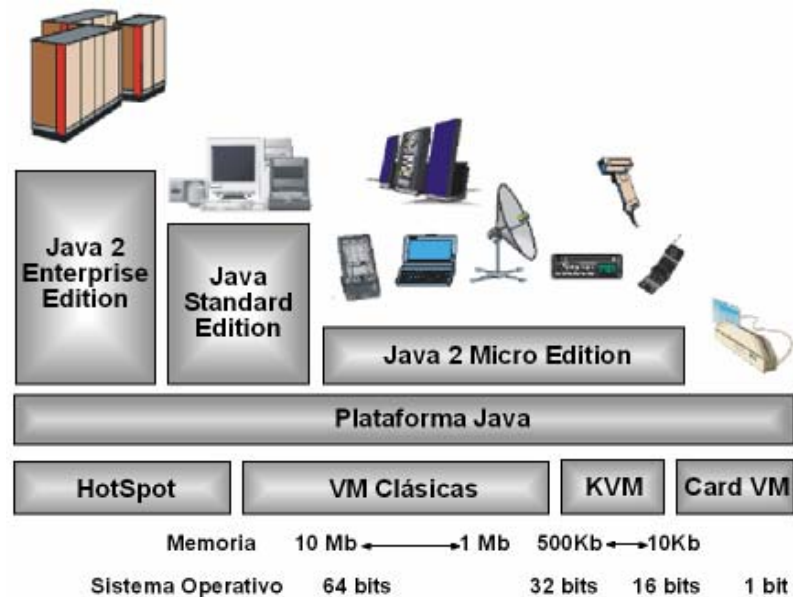 Java 2
Enterprise
Edition
Java
Standard
Edition
Java 2 Micro Edition
Plataforma Java
HotSpot
VM Clásicas
KVM
Card VM
Memoria 10 Mb 1 Mb 500Kb 10Kb
Sistema Operativo 64 bits 32 bits 16 bits 1 bit